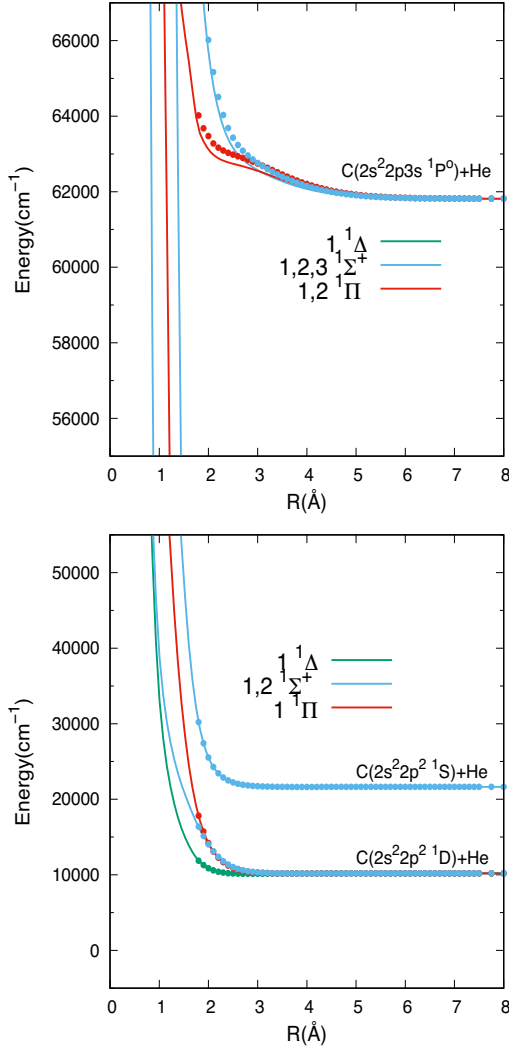 66000
64000
62000
60000
58000
56000
Energy(cm⁻¹)
C(2s²2p3s ¹Pᵒ)+He
1 ¹Δ
1,2,3 ¹Σ⁺
1,2 ¹Π
0 1 2 3 4 5 6 7 8
R(Å)
50000
40000
30000
20000
10000
0
Energy(cm⁻¹)
1 ¹Δ
1,2 ¹Σ⁺
1 ¹Π
C(2s²2p² ¹S)+He
C(2s²2p² ¹D)+He
0 1 2 3 4 5 6 7 8
R(Å)